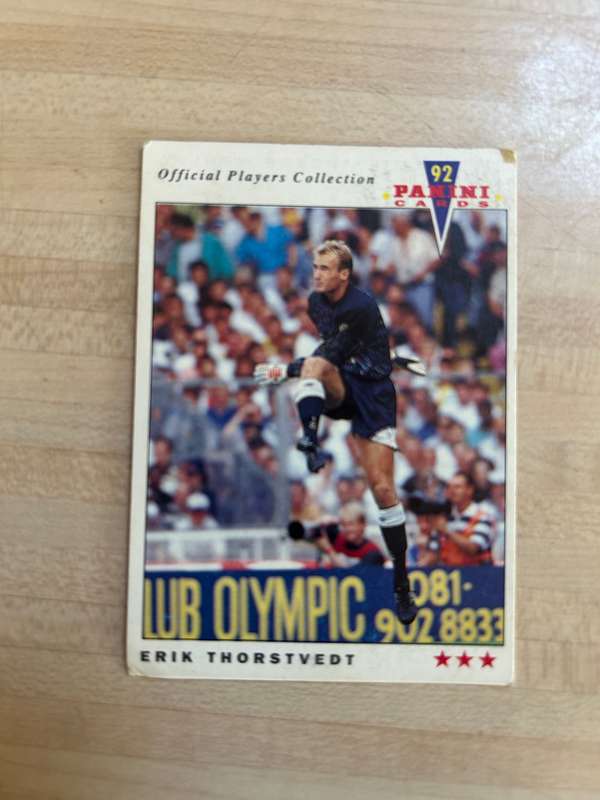 Official Players Collection
92
PANINI
CARDS
LUB OLYMPIC
081-
902 8833
ERIK THORSTVEDT